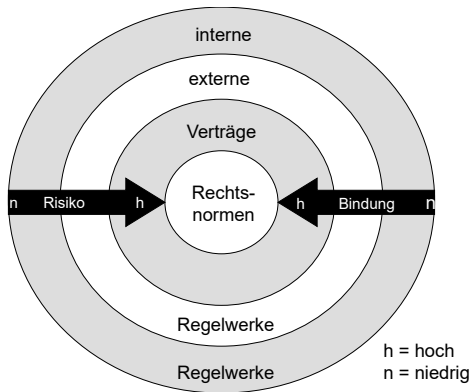 interne
externe
Verträge
Rechts-
normen
n Risiko h
h Bindung n
Regelwerke
Regelwerke
h = hoch
n = niedrig